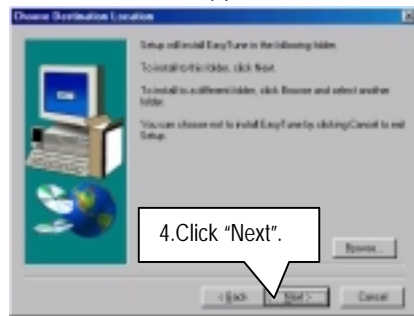 Choose Destination Location
Setup will install EasyTune in the following folder.
To install to this folder, click Next.
To install to a different folder, click Browse and select another
folder.
You can choose not to install EasyTune by clicking Cancel to exit
Setup.
4.Click “Next”.
Browse...
< Back
Next >
Cancel